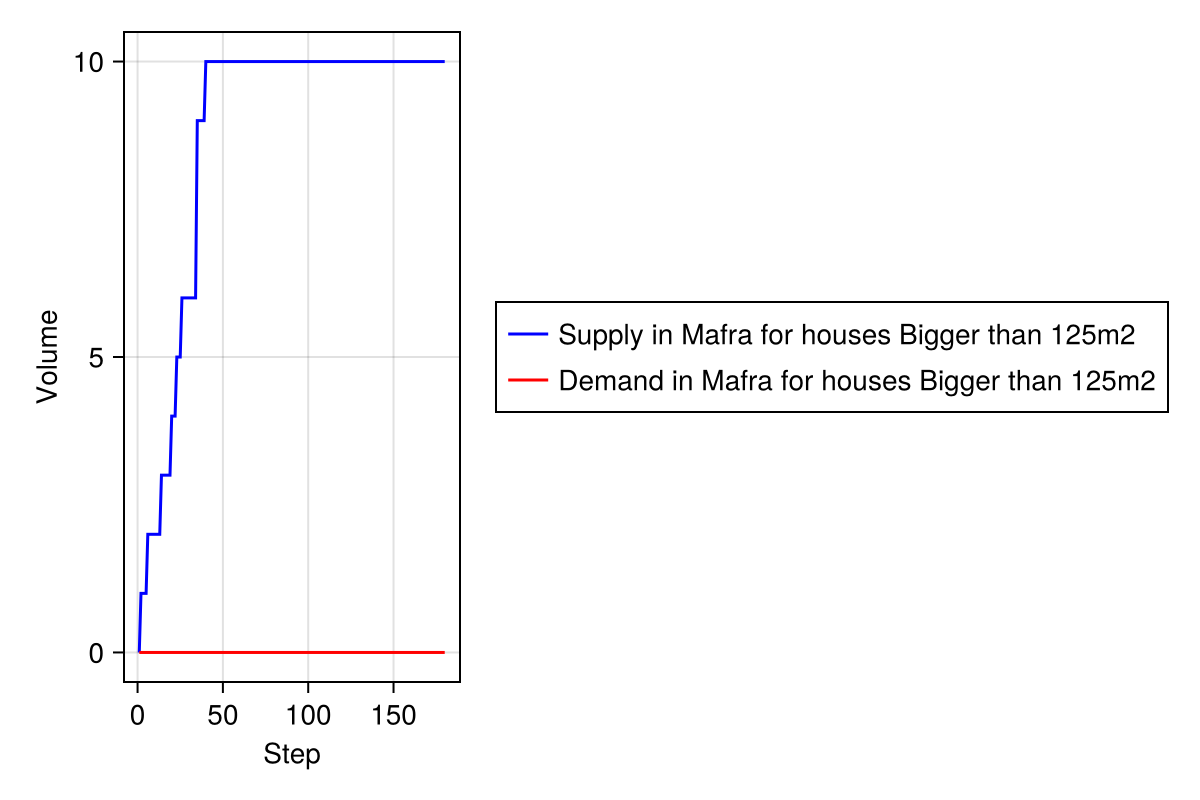 10
5
0
Volume
0 50 100 150
Step
Supply in Mafra for houses Bigger than 125m2
Demand in Mafra for houses Bigger than 125m2